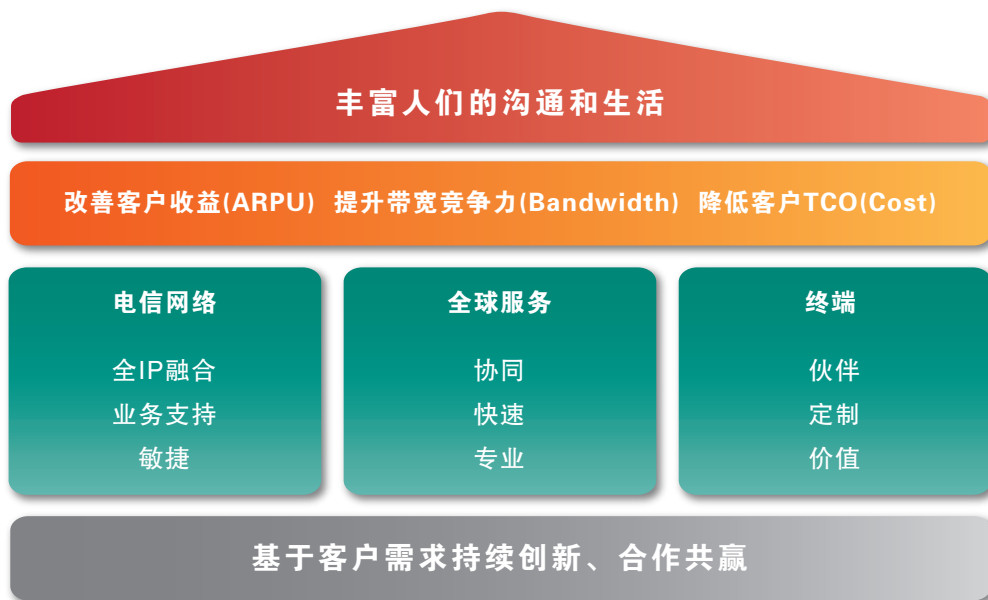 丰富人们的沟通和生活
改善客户收益(ARPU) 提升带宽竞争力(Bandwidth) 降低客户TCO(Cost)
电信网络
全IP融合
业务支持
敏捷
全球服务
协同
快速
专业
终端
伙伴
定制
价值
基于客户需求持续创新、合作共赢